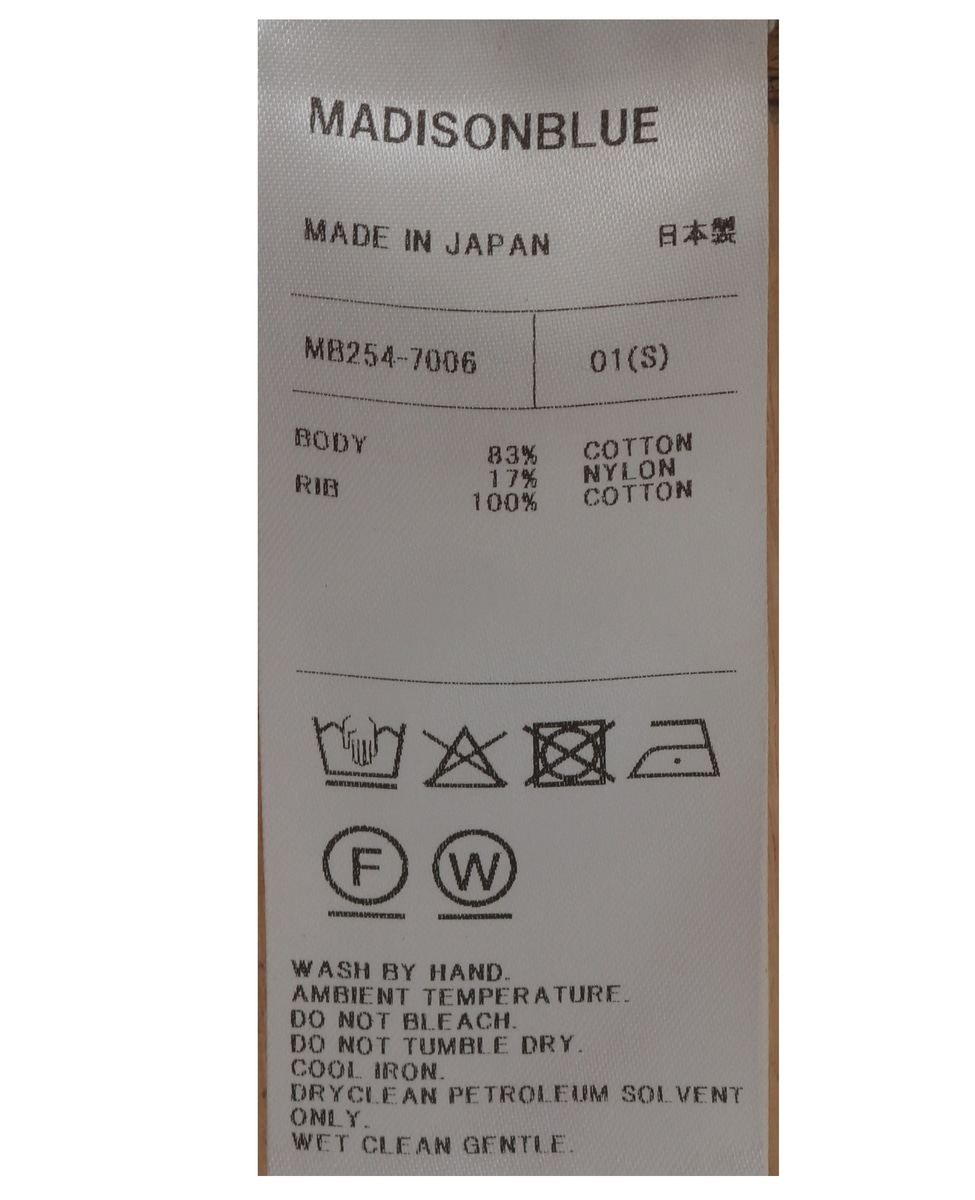 MADISONBLUE
MADE IN JAPAN 日本製
MB254-7006 01(S)
BODY 83% COTTON
17% NYLON
RIB 100% COTTON
F W
WASH BY HAND.
AMBIENT TEMPERATURE.
DO NOT BLEACH.
DO NOT TUMBLE DRY.
COOL IRON.
DRYCLEAN PETROLEUM SOLVENT
ONLY.
WET CLEAN GENTLE.